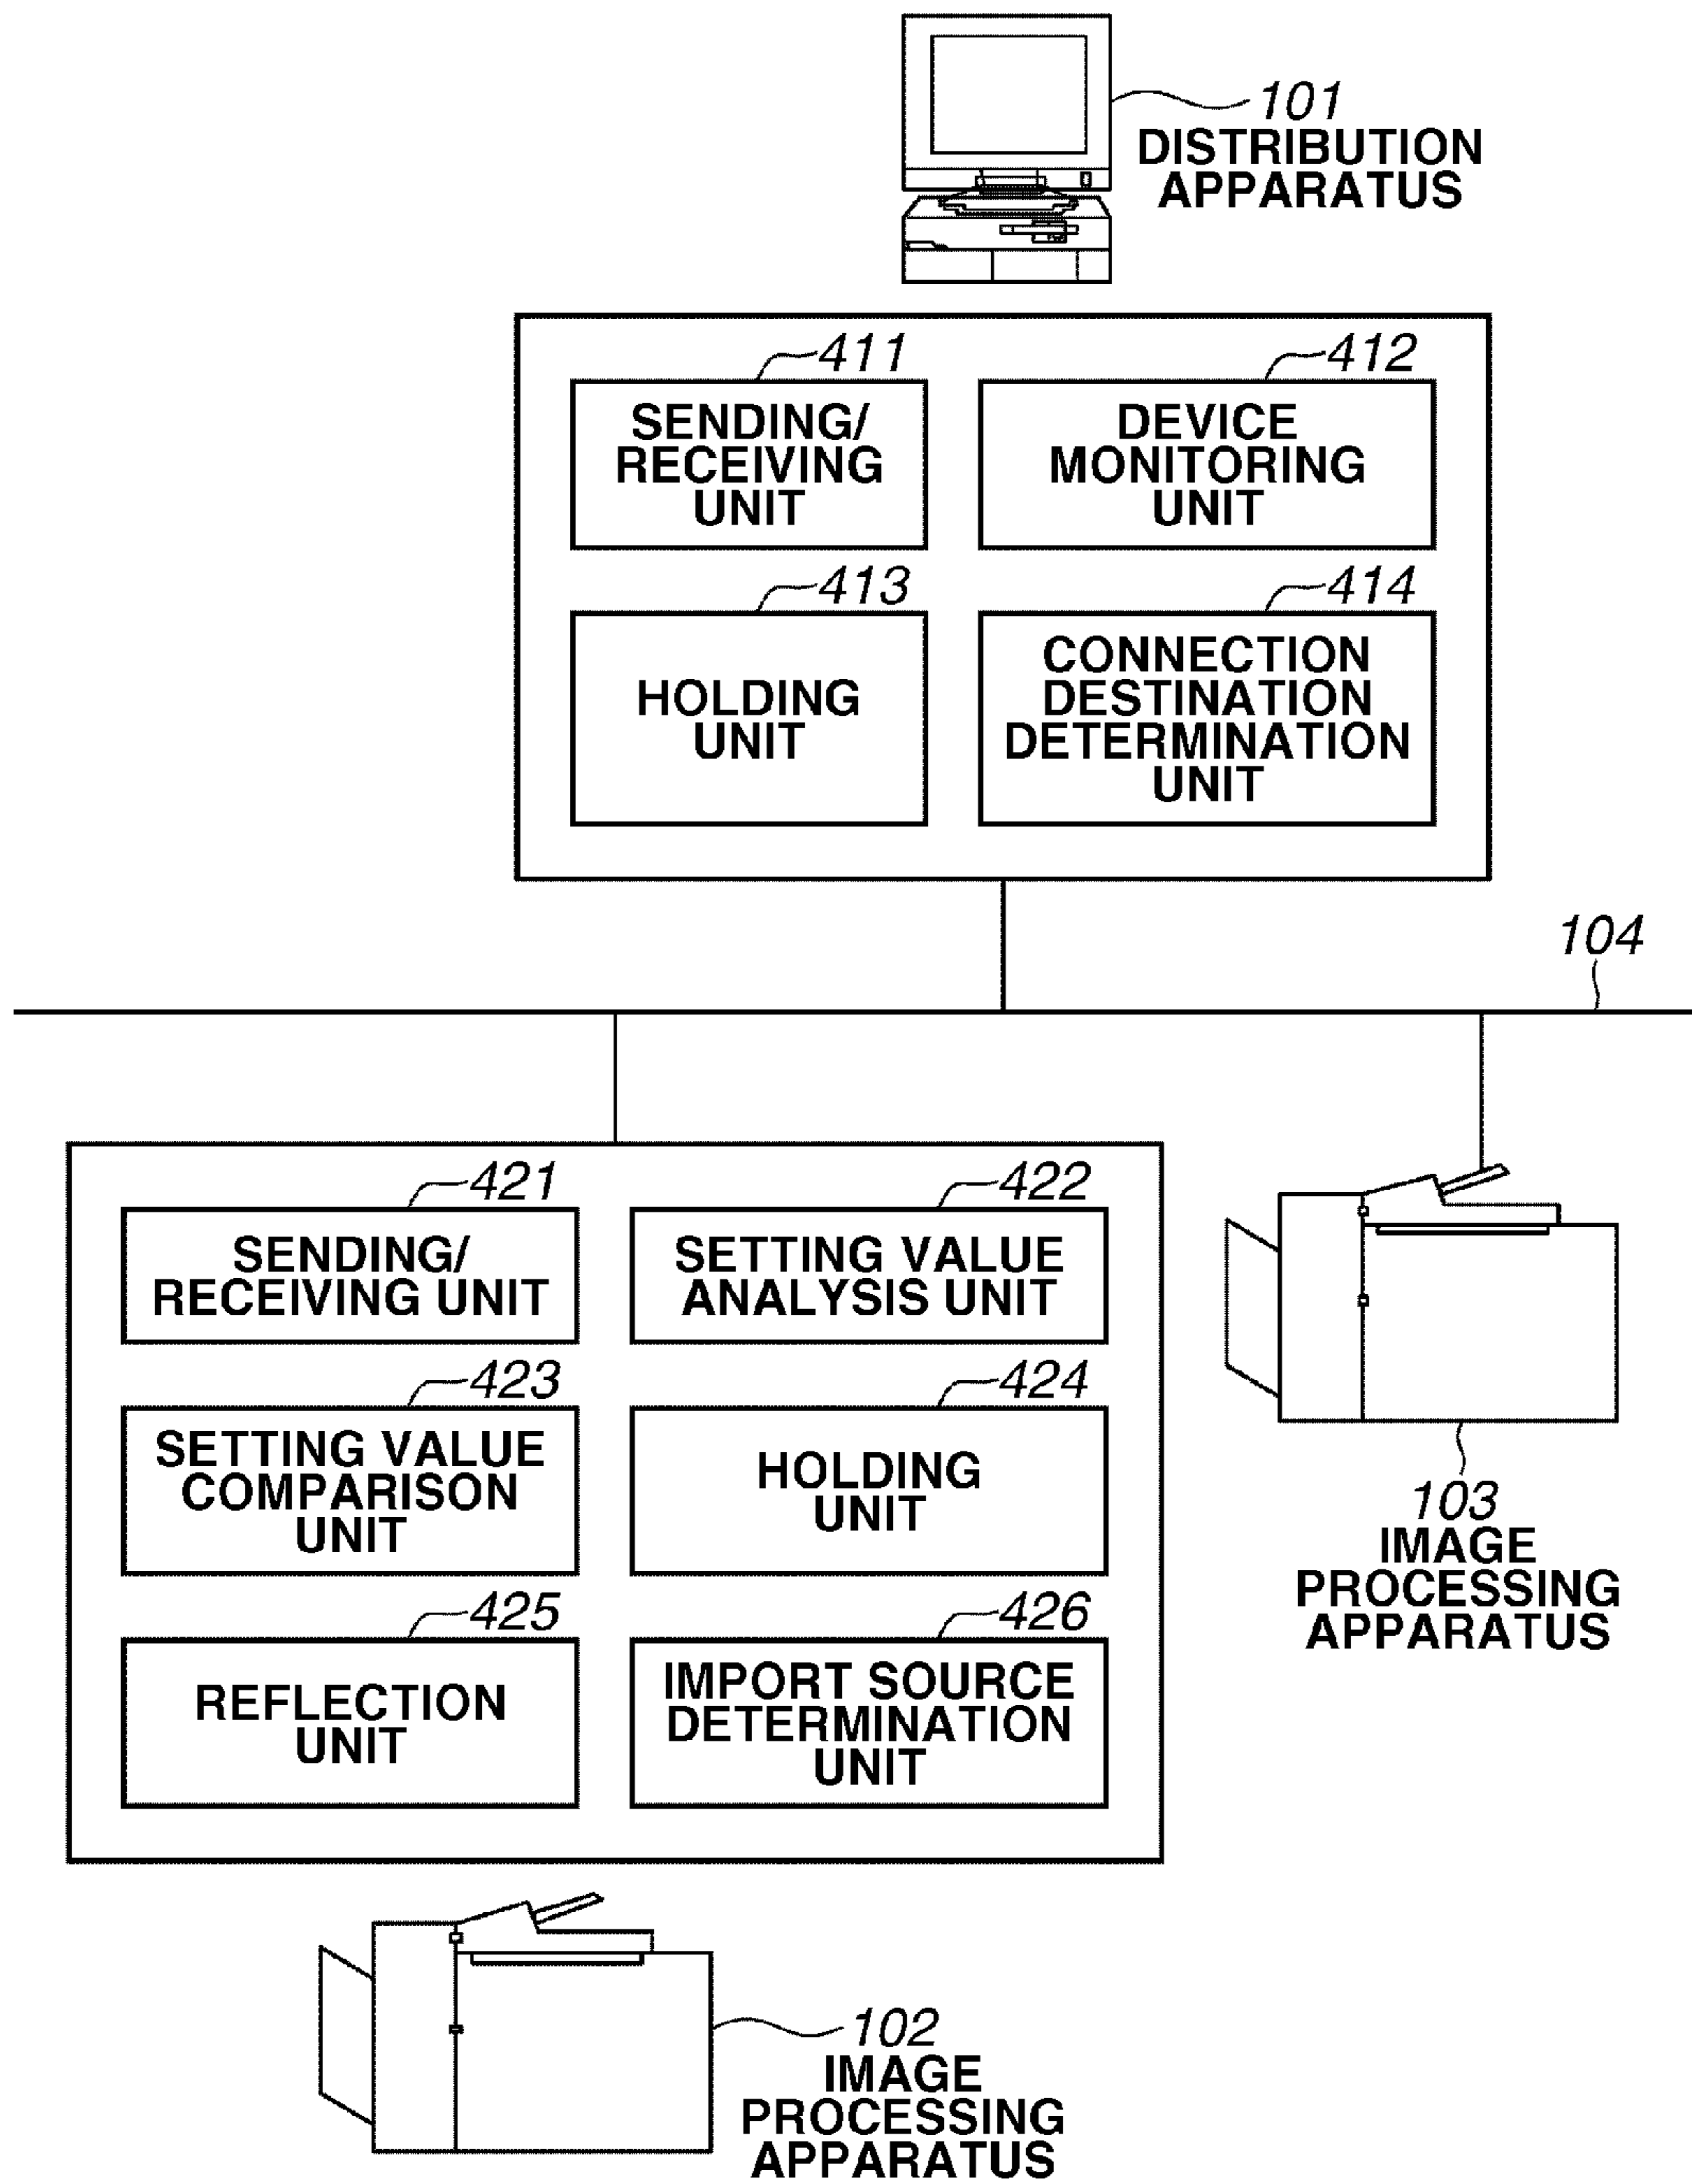 101
DISTRIBUTION
APPARATUS
411
SENDING/
RECEIVING
UNIT
412
DEVICE
MONITORING
UNIT
413
HOLDING
UNIT
414
CONNECTION
DESTINATION
DETERMINATION
UNIT
104
421
SENDING/
RECEIVING UNIT
422
SETTING VALUE
ANALYSIS UNIT
423
SETTING VALUE
COMPARISON
UNIT
424
HOLDING
UNIT
425
REFLECTION
UNIT
426
IMPORT SOURCE
DETERMINATION
UNIT
103
IMAGE
PROCESSING
APPARATUS
102
IMAGE
PROCESSING
APPARATUS